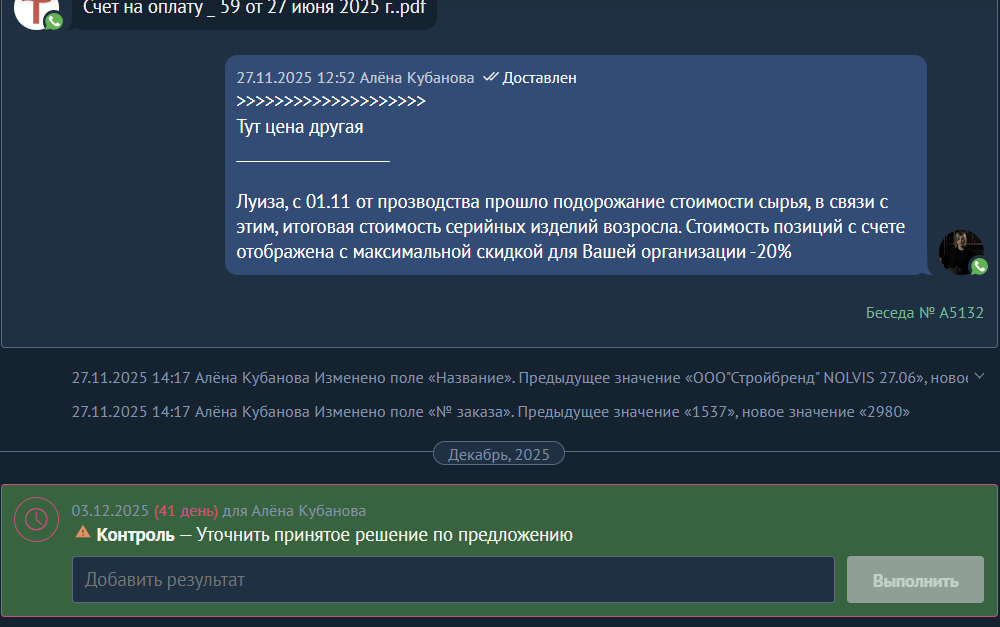 Счет на оплату _ 59 от 27 июня 2025 г..pdf
27.11.2025 12:52 Алёна Кубанова Доставлен
>>>>>>>>>>>>>>>>>>>>
Тут цена другая
___________________
Луиза, с 01.11 от прозводства прошло подорожание стоимости сырья, в связи с
этим, итоговая стоимость серийных изделий возросла. Стоимость позиций с счете
отображена с максимальной скидкой для Вашей организации -20%
Беседа № A5132
27.11.2025 14:17 Алёна Кубанова Изменено поле «Название». Предыдущее значение «ООО"Стройбренд" NOLVIS 27.06», новое
27.11.2025 14:17 Алёна Кубанова Изменено поле «№ заказа». Предыдущее значение «1537», новое значение «2980»
Декабрь, 2025
03.12.2025 (41 день) для Алёна Кубанова
Контроль — Уточнить принятое решение по предложению
Добавить результат
Выполнить